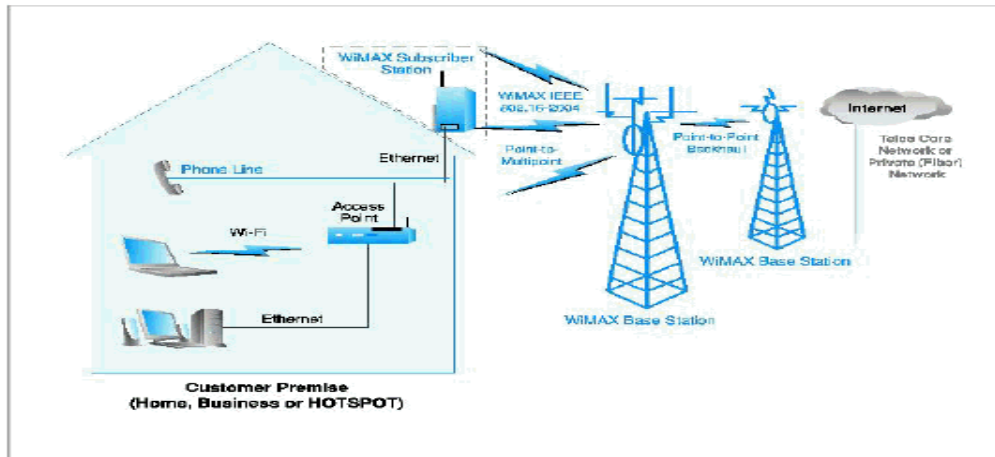 WiMAX Subscriber
Station
WiMAX IEEE
802.16-2004
Point-to-
Multipoint
Point-to-Point
Backhaul
Internet
Telco Core
Network or
Private (Fiber)
Network
Ethernet
Phone Line
Access
Point
Wi-Fi
Ethernet
WiMAX Base Station
WiMAX Base Station
Customer Premise
(Home, Business or HOTSPOT)